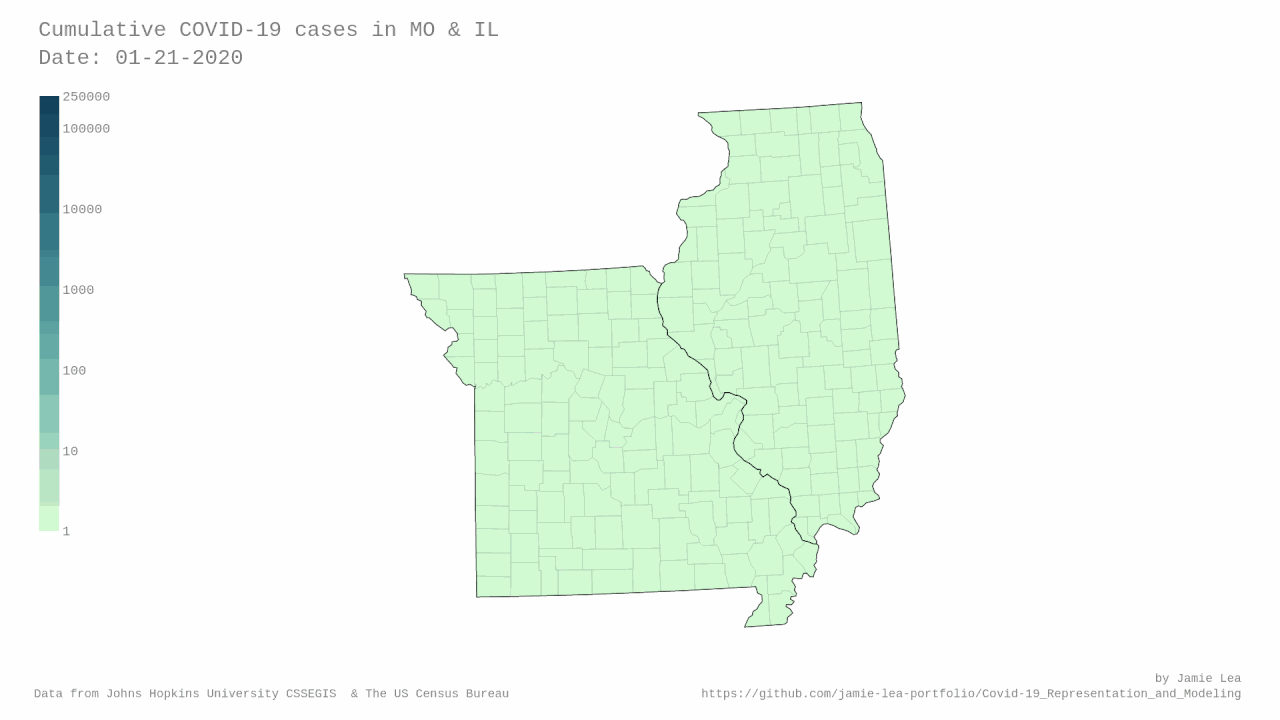 Cumulative COVID-19 cases in MO & IL
Date: 01-21-2020
250000
100000
10000
1000
100
10
1
by Jamie Lea
Data from Johns Hopkins University CSSEGIS  & The US Census Bureau
https://github.com/jamie-lea-portfolio/Covid-19_Representation_and_Modeling